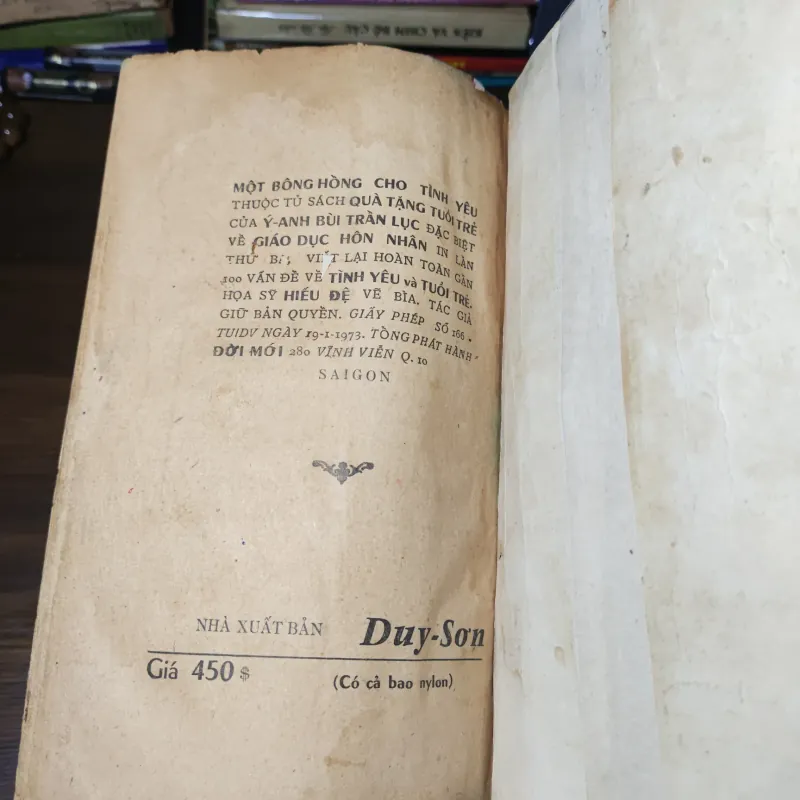 MỘT BÔNG HỒNG CHO TÌNH YÊU
THUỘC TỦ SÁCH QUÀ TẶNG TUỔI TRẺ
CỦA Ý-ANH BÙI TRẦN LỤC ĐẶC BIỆT
VỀ GIÁO DỤC HÔN NHÂN IN LẦN
THỨ VIẾT LẠI HOÀN TOÀN GẦN
100 VẤN ĐỀ VỀ TÌNH YÊU và TUỔI TRẺ.
HỌA SỸ HIẾU ĐỆ VẼ BÌA. TÁC GIẢ
GIỮ BẢN QUYỀN. GIẤY PHÉP SỐ 166.
TUIDV NGÀY 19-1-1973. TỔNG PHÁT HÀNH
ĐỜI MỚI 280 VĨNH VIỄN Q. 10
SAIGON
NHÀ XUẤT BẢN Duy-Sơn
Giá 450 $ (Có cả bao nylon)